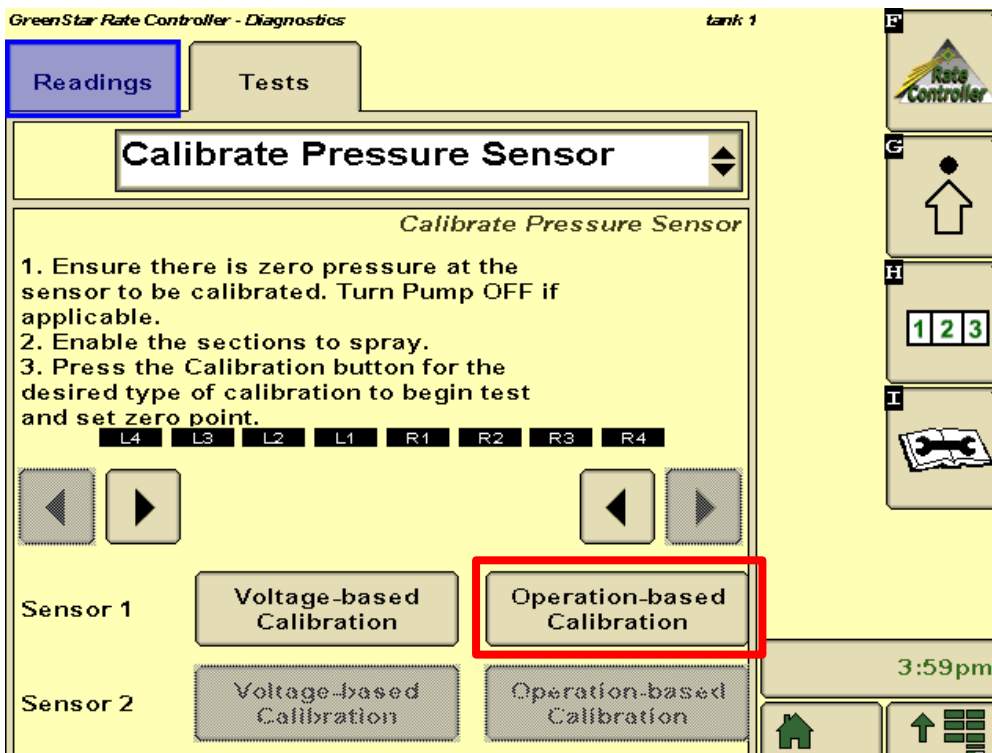 GreenStar Rate Controller - Diagnostics
tank 1
Readings
Tests
Calibrate Pressure Sensor
Calibrate Pressure Sensor
1. Ensure there is zero pressure at the
sensor to be calibrated. Turn Pump OFF if
applicable.
2. Enable the sections to spray.
3. Press the Calibration button for the
desired type of calibration to begin test
and set zero point.
L4 L3 L2 L1 R1 R2 R3 R4
Sensor 1
Voltage-based
Calibration
Operation-based
Calibration
Sensor 2
Voltage-based
Calibration
Operation-based
Calibration
F
Rate
Controller
G
H
1 2 3
I
3:59pm